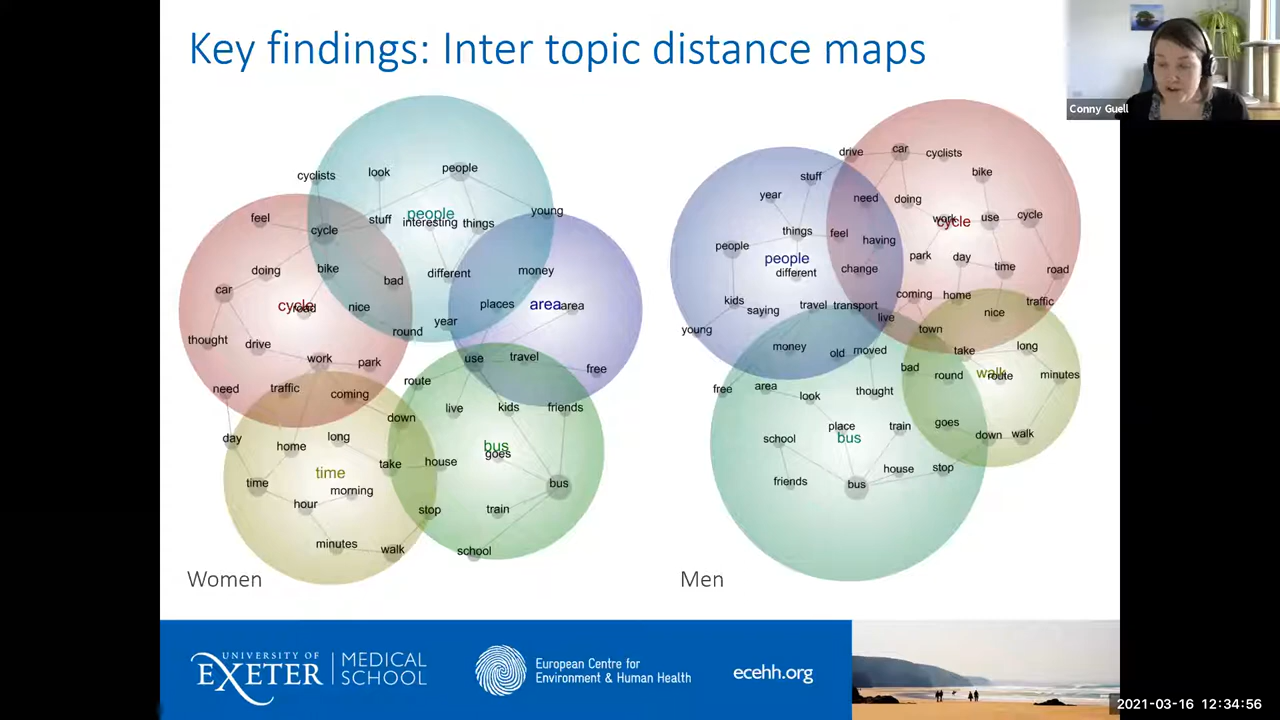 Key findings: Inter topic distance maps
Conny Guell
cyclists
look
people
feel
cycle
stuff
people
interesting
things
young
doing
bike
bad
different
money
car
cycle
road
nice
places
area
area
thought
drive
round
year
work
park
use
travel
free
need
traffic
coming
route
down
live
kids
friends
day
home
long
take
house
bus
goes
time
time
morning
hour
stop
train
bus
minutes
walk
school
Women
drive
car
cyclists
stuff
bike
year
need
doing
work
cycle
use
cycle
people
things
feel
having
park
day
people
different
change
time
road
kids
saying
travel
transport
coming
home
traffic
young
live
nice
money
old
moved
town
take
long
free
area
look
thought
bad
round
walk
route
minutes
school
place
bus
train
goes
down
walk
friends
bus
house
stop
Men
UNIVERSITY OF
EXETER
MEDICAL
SCHOOL
European Centre for
Environment & Human Health
ecehh.org
2021-03-16 12:34:56